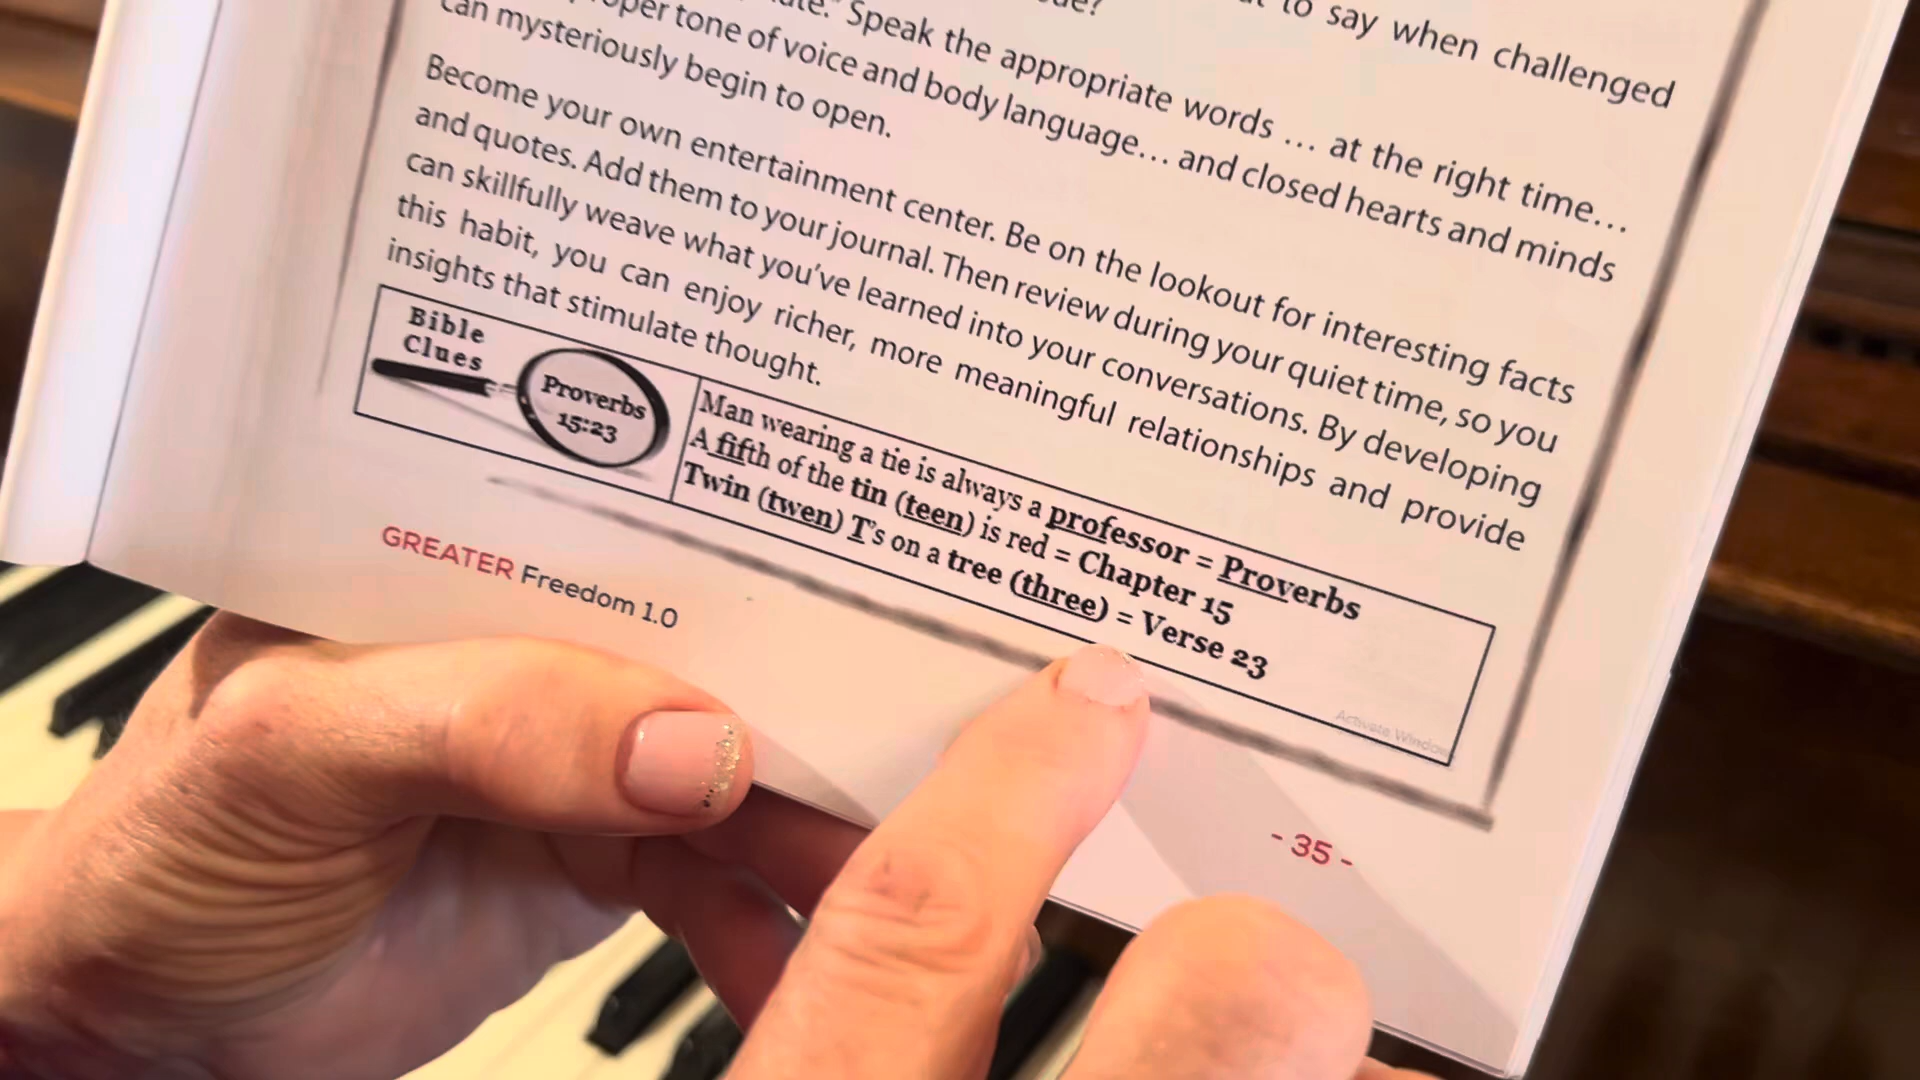 to say when challenged
Speak the appropriate words … at the right time…
tone of voice and body language… and closed hearts and minds
can mysteriously begin to open.
Become your own entertainment center. Be on the lookout for interesting facts
and quotes. Add them to your journal. Then review during your quiet time, so you
can skillfully weave what you’ve learned into your conversations. By developing
this habit, you can enjoy richer, more meaningful relationships and provide
insights that stimulate thought.
Bible
Clues
Proverbs
15:23
Man wearing a tie is always a professor = Proverbs
A fifth of the tin (teen) is red = Chapter 15
Twin (twen) T’s on a tree (three) = Verse 23
Activate Window
GREATER Freedom 1.0
- 35 -